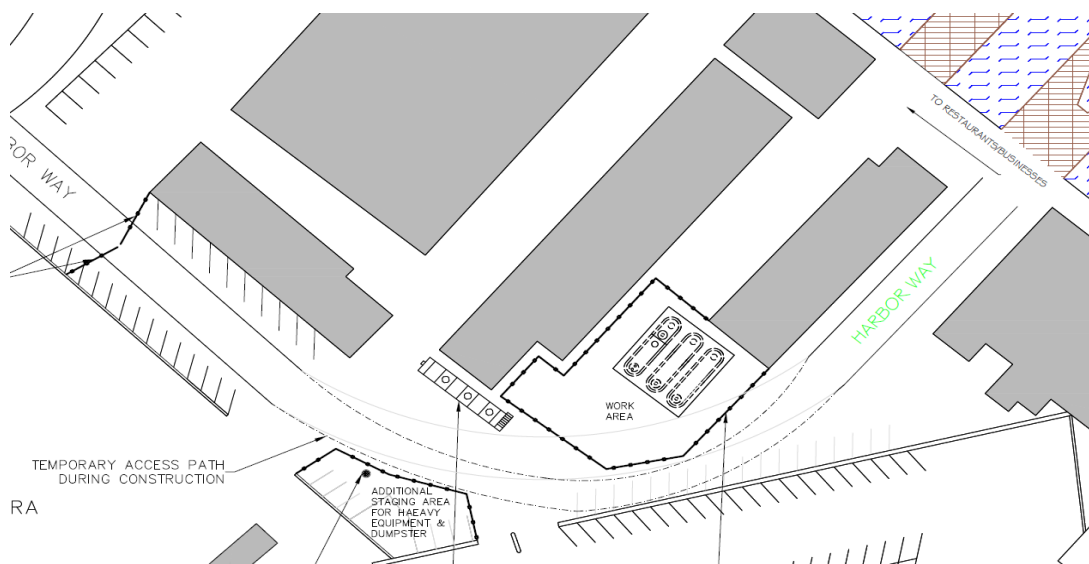 TO RESTAURANTS/BUSINESSES
BOR WAY
HARBOR WAY
WORK
AREA
TEMPORARY ACCESS PATH
DURING CONSTRUCTION
ADDITIONAL
STAGING AREA
FOR HAEAVY
EQUIPMENT &
DUMPSTER
RA